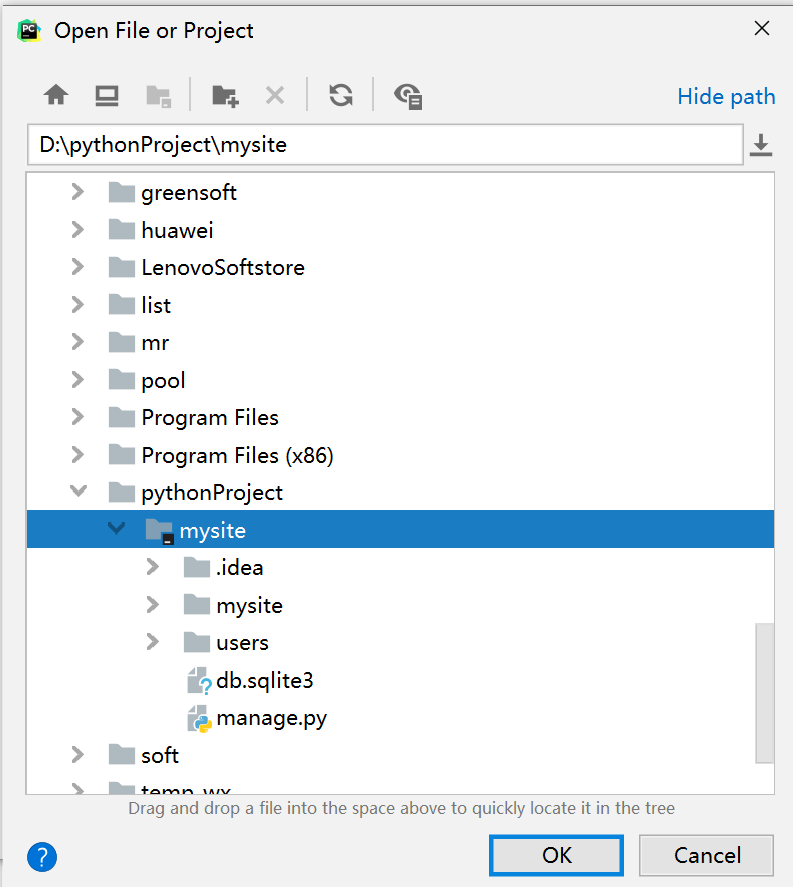 PC
Open File or Project
Hide path
D:\pythonProject\mysite
greensoft
huawei
LenovoSoftstore
list
mr
pool
Program Files
Program Files (x86)
pythonProject
mysite
.idea
mysite
users
db.sqlite3
manage.py
soft
temp_wx
Drag and drop a file into the space above to quickly locate it in the tree
? OK Cancel